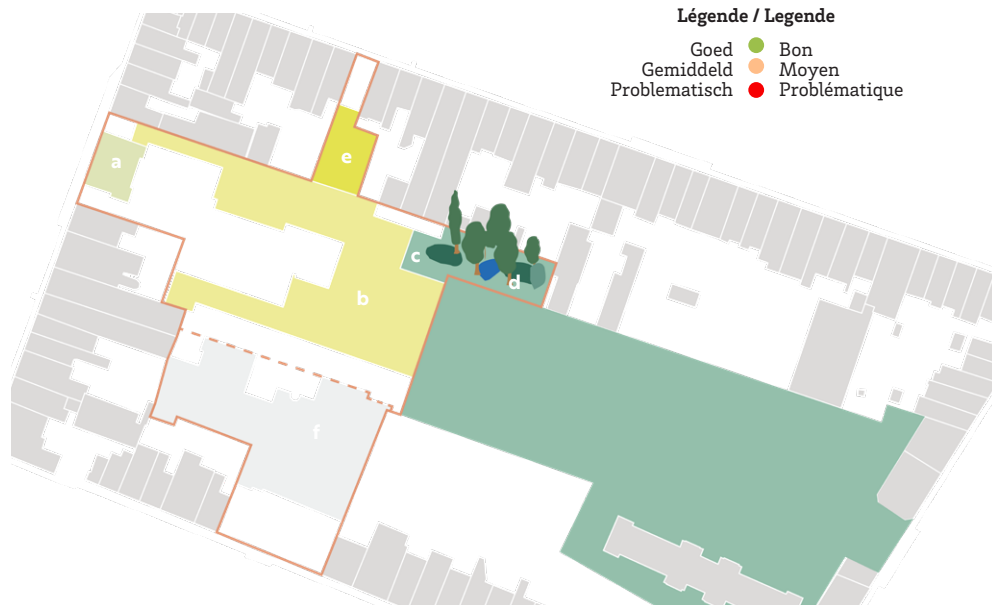 Légende / Legende
Goed Bon
Gemiddeld Moyen
Problematisch Problématique
a
e
c
d
b
f